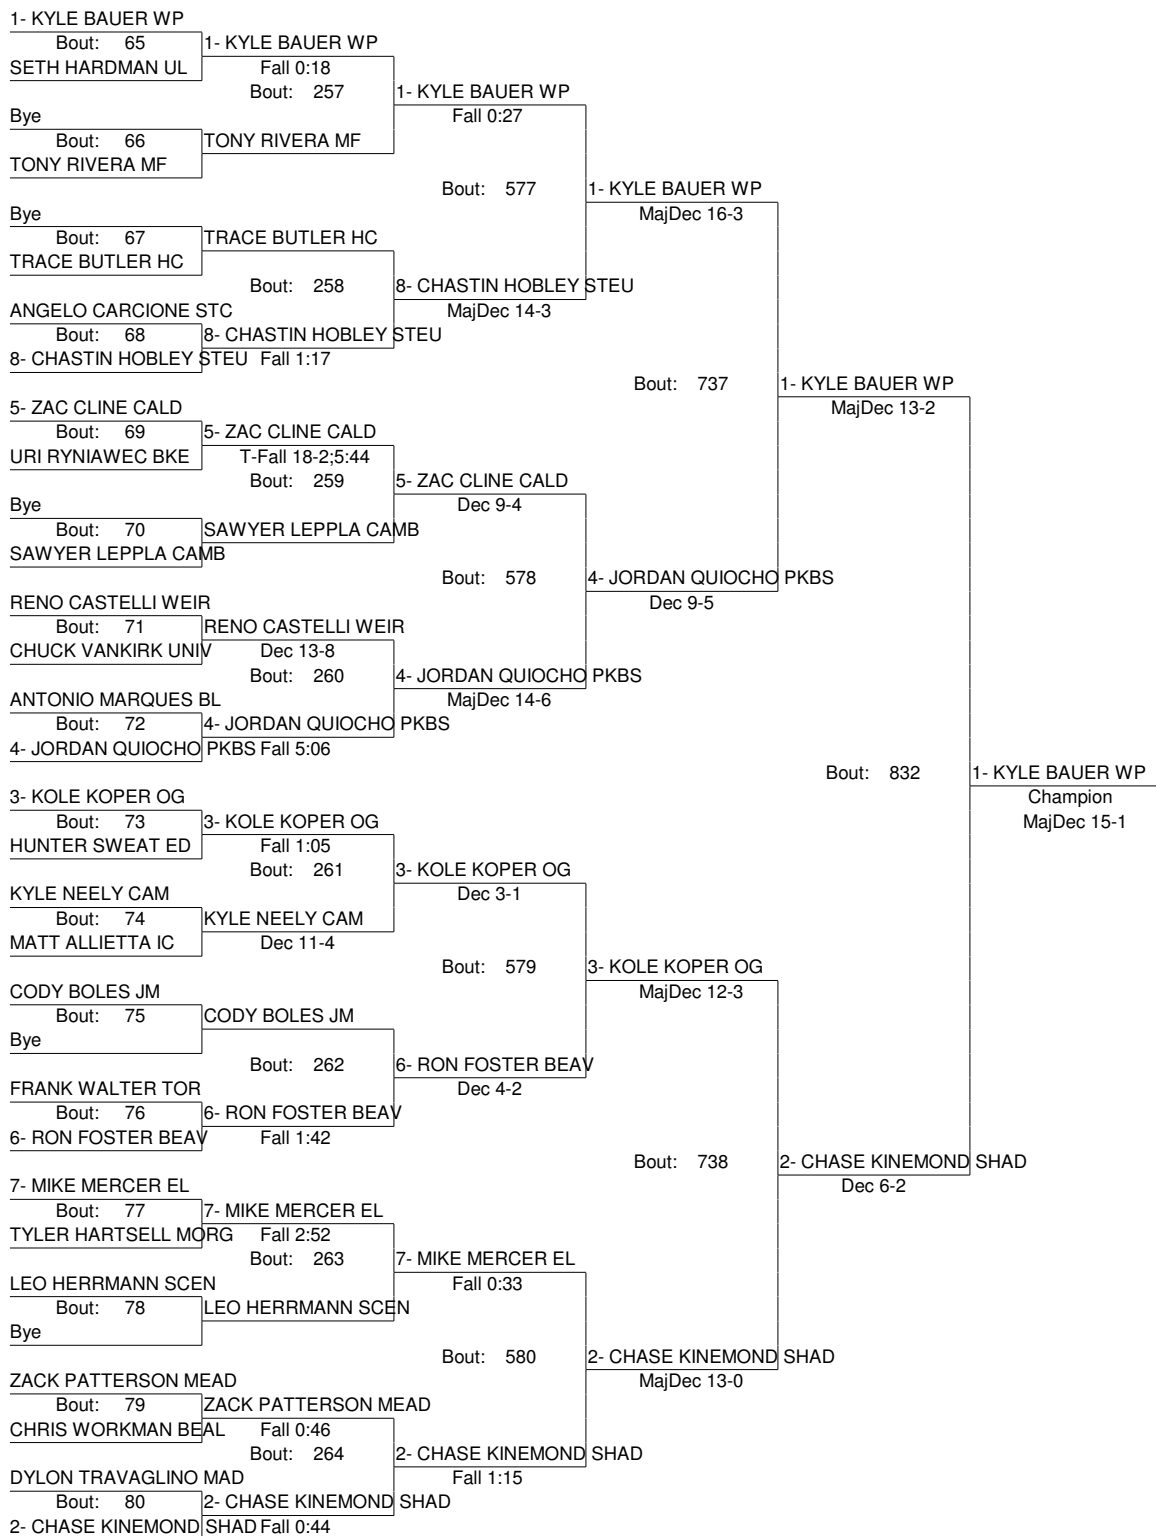 1- KYLE BAUER WP
Bout: 65
1- KYLE BAUER WP
SETH HARDMAN UL
Fall 0:18
Bout: 257
1- KYLE BAUER WP
Bye
Fall 0:27
Bout: 66
TONY RIVERA MF
TONY RIVERA MF
Bout: 577
1- KYLE BAUER WP
Bye
MajDec 16-3
Bout: 67
TRACE BUTLER HC
TRACE BUTLER HC
Bout: 258
8- CHASTIN HOBLEY STEU
ANGELO CARCIONE STC
MajDec 14-3
Bout: 68
8- CHASTIN HOBLEY STEU
8- CHASTIN HOBLEY STEU Fall 1:17
Bout: 737
1- KYLE BAUER WP
5- ZAC CLINE CALD
MajDec 13-2
Bout: 69
5- ZAC CLINE CALD
URI RYNIAWEC BKE
T-Fall 18-2;5:44
Bout: 259
5- ZAC CLINE CALD
Bye
Dec 9-4
Bout: 70
SAWYER LEPPLA CAMB
SAWYER LEPPLA CAMB
Bout: 578
4- JORDAN QUIOCHO PKBS
RENO CASTELLI WEIR
Dec 9-5
Bout: 71
RENO CASTELLI WEIR
CHUCK VANKIRK UNIV
Dec 13-8
Bout: 260
4- JORDAN QUIOCHO PKBS
ANTONIO MARQUES BL
MajDec 14-6
Bout: 72
4- JORDAN QUIOCHO PKBS
4- JORDAN QUIOCHO PKBS Fall 5:06
Bout: 832
1- KYLE BAUER WP
3- KOLE KOPER OG
Champion
Bout: 73
3- KOLE KOPER OG
MajDec 15-1
HUNTER SWEAT ED
Fall 1:05
Bout: 261
3- KOLE KOPER OG
KYLE NEELY CAM
Dec 3-1
Bout: 74
KYLE NEELY CAM
MATT ALLIETTA IC
Dec 11-4
Bout: 579
3- KOLE KOPER OG
CODY BOLES JM
MajDec 12-3
Bout: 75
CODY BOLES JM
Bye
Bout: 262
6- RON FOSTER BEAV
FRANK WALTER TOR
Dec 4-2
Bout: 76
6- RON FOSTER BEAV
6- RON FOSTER BEAV
Fall 1:42
Bout: 738
2- CHASE KINEMOND SHAD
7- MIKE MERCER EL
Dec 6-2
Bout: 77
7- MIKE MERCER EL
TYLER HARTSELL MORG
Fall 2:52
Bout: 263
7- MIKE MERCER EL
LEO HERRMANN SCEN
Fall 0:33
Bout: 78
LEO HERRMANN SCEN
Bye
Bout: 580
2- CHASE KINEMOND SHAD
ZACK PATTERSON MEAD
MajDec 13-0
Bout: 79
ZACK PATTERSON MEAD
CHRIS WORKMAN BEAL
Fall 0:46
Bout: 264
2- CHASE KINEMOND SHAD
DYLON TRAVAGLINO MAD
Fall 1:15
Bout: 80
2- CHASE KINEMOND SHAD
2- CHASE KINEMOND SHAD Fall 0:44